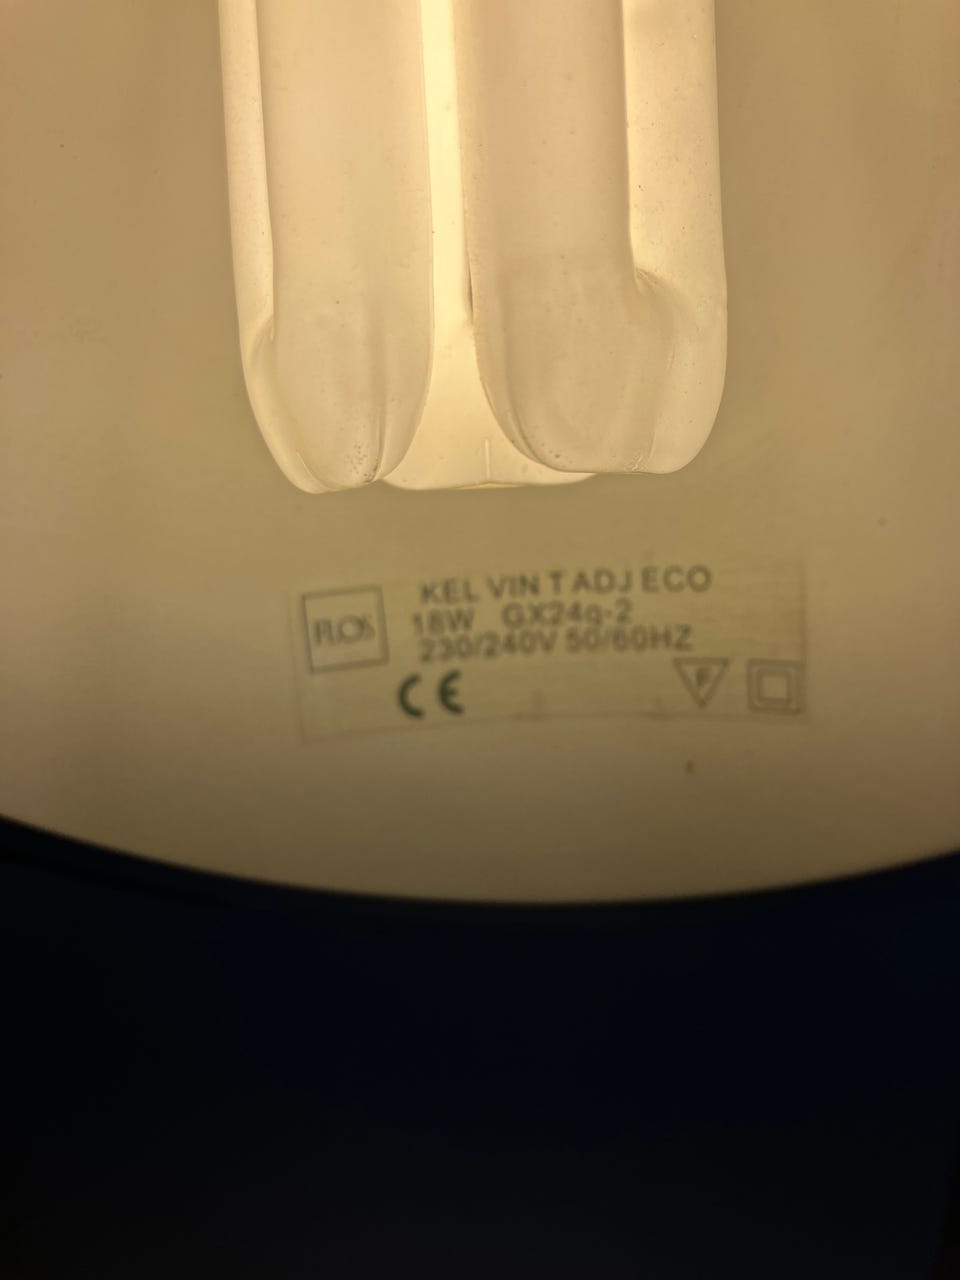 FLOS
KEL VIN T ADJ ECO
18W GX24q-2
230/240V 50/60HZ
CE
F